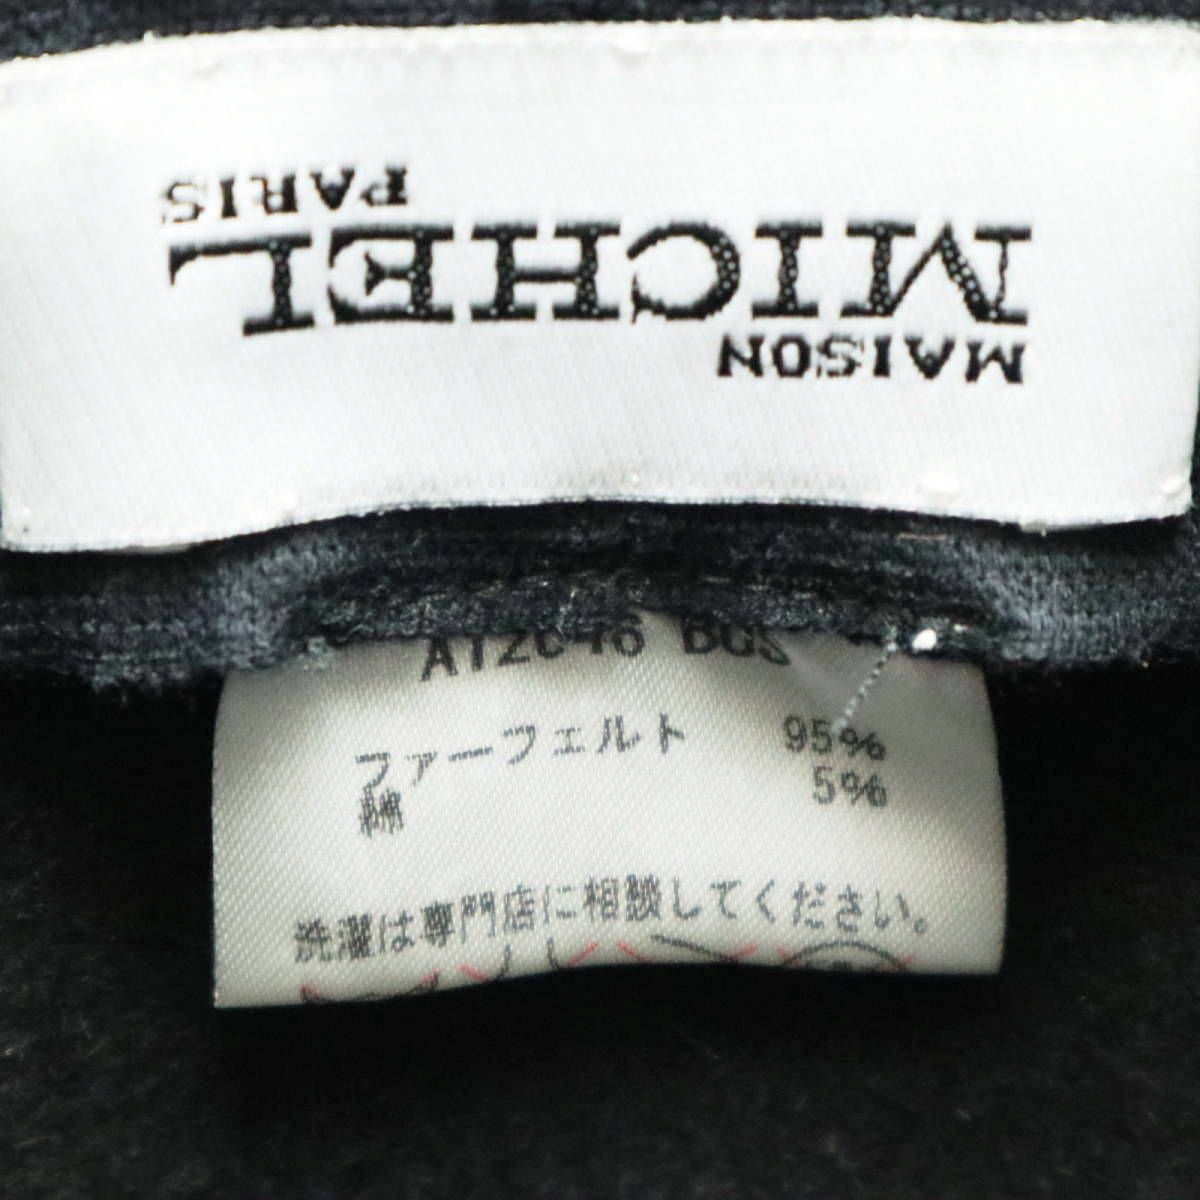 MAISON
MICHEL
PARIS
ファーフェルト 95%
綿 5%
洗濯は専門店に相談してください。